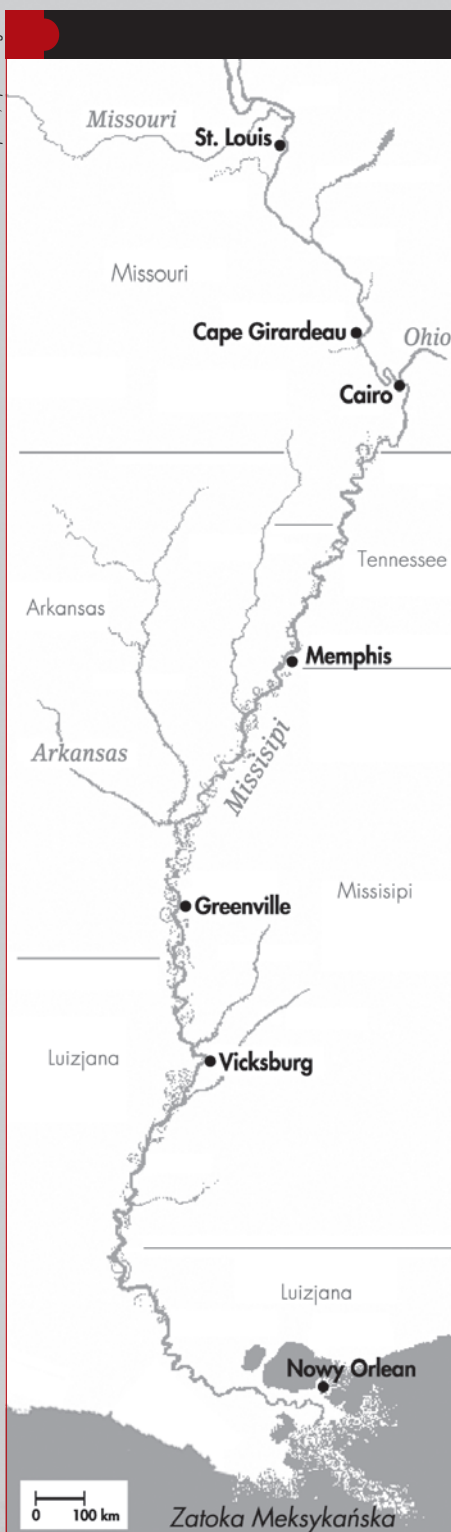 Missouri
St. Louis
Missouri
Cape Girardeau
Ohio
Cairo
Tennessee
Arkansas
Memphis
Arkansas
Missisipi
Missisipi
Greenville
Luizjana
Vicksburg
Luizjana
Nowy Orlean
0 100 km
Zatoka Meksykańska